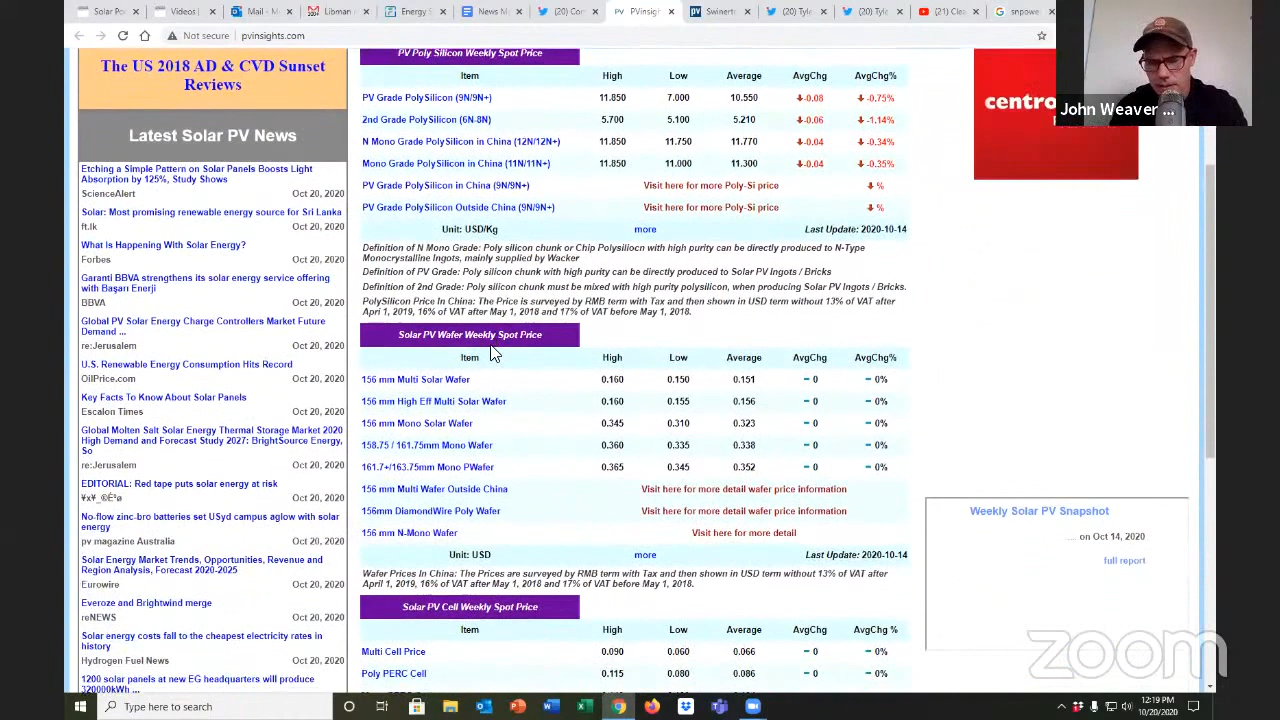 Videos
Mail - M
Libman
Energy S
(20) Cor
PVinsigh
Swinerto
(20) Tyle
(20) Tyle
(21) Clea
snpower
Not secure
pvinsights.com
John Weaver ...
The US 2018 AD & CVD Sunset
Reviews
Latest Solar PV News
Etching a Simple Pattern on Solar Panels Boosts Light
Absorption by 125%, Study Shows
ScienceAlert Oct 20, 2020
Solar: Most promising renewable energy source for Sri Lanka
ft.lk Oct 20, 2020
What Is Happening With Solar Energy?
Forbes Oct 20, 2020
Garanti BBVA strengthens its solar energy service offering
with Başarı Enerji
BBVA Oct 20, 2020
Global PV Solar Energy Charge Controllers Market Future
Demand ...
re:Jerusalem Oct 20, 2020
U.S. Renewable Energy Consumption Hits Record
OilPrice.com Oct 20, 2020
Key Facts To Know About Solar Panels
Escalon Times Oct 20, 2020
Global Molten Salt Solar Energy Thermal Storage Market 2020
High Demand and Forecast Study 2027: BrightSource Energy,
So
re:Jerusalem Oct 20, 2020
EDITORIAL: Red tape puts solar energy at risk
Oct 20, 2020
No-flow zinc-bro batteries set USyd campus aglow with solar
energy
pv magazine Australia Oct 20, 2020
Solar Energy Market Trends, Opportunities, Revenue and
Region Analysis, Forecast 2020-2025
Eurowire Oct 20, 2020
Everoze and Brightwind merge
reNEWS Oct 20, 2020
Solar energy costs fall to the cheapest electricity rates in
history
Hydrogen Fuel News Oct 20, 2020
1200 solar panels at new EG headquarters will produce
320000kWh ...
PV Poly Silicon Weekly Spot Price
Item High Low Average AvgChg AvgChg%
PV Grade PolySilicon (9N/9N+) 11.850 7.000 10.550 -0.08 -0.75%
2nd Grade PolySilicon (6N-8N) 5.700 5.100 5.210 -0.06 -1.14%
N Mono Grade PolySilicon in China (12N/12N+) 11.850 11.750 11.770 -0.04 -0.34%
Mono Grade PolySilicon in China (11N/11N+) 11.850 11.000 11.300 -0.04 -0.35%
PV Grade PolySilicon in China (9N/9N+) Visit here for more Poly-Si price %
PV Grade PolySilicon Outside China (9N/9N+) Visit here for more Poly-Si price %
Unit: USD/Kg more Last Update: 2020-10-14
Definition of N Mono Grade: Poly silicon chunk or Chip Polysiliocn with high purity can be directly produced to N-Type
Monocrystalline Ingots, mainly supplied by Wacker
Definition of PV Grade: Poly silicon chunk with high purity can be directly produced to Solar PV Ingots / Bricks
Definition of 2nd Grade: Poly silicon chunk must be mixed with high purity polysilicon, when producing Solar PV Ingots / Bricks.
PolySilicon Price In China: The Price is surveyed by RMB term with Tax and then shown in USD term without 13% of VAT after
April 1, 2019, 16% of VAT after May 1, 2018 and 17% of VAT before May 1, 2018.
Solar PV Wafer Weekly Spot Price
Item High Low Average AvgChg AvgChg%
156 mm Multi Solar Wafer 0.160 0.150 0.151 0 0%
156 mm High Eff Multi Solar Wafer 0.160 0.155 0.156 0 0%
156 mm Mono Solar Wafer 0.345 0.310 0.323 0 0%
158.75 / 161.75mm Mono Wafer 0.360 0.335 0.338 0 0%
161.7+/163.75mm Mono PWafer 0.365 0.345 0.352 0 0%
156 mm Multi Wafer Outside China Visit here for more detail wafer price information
156mm DiamondWire Poly Wafer Visit here for more detail wafer price information
156 mm N-Mono Wafer Visit here for more detail
Unit: USD more Last Update: 2020-10-14
Wafer Prices In China: The Prices are surveyed by RMB term with Tax and then shown in USD term without 13% of VAT after
April 1, 2019, 16% of VAT after May 1, 2018 and 17% of VAT before May 1, 2018.
Solar PV Cell Weekly Spot Price
Item High Low Average AvgChg AvgChg %
Multi Cell Price 0.090 0.060 0.066 0 0%
Poly PERC Cell 0.115 0.080 0.086 0 0%
centro
Weekly Solar PV Snapshot
... on Oct 14, 2020
full report
zoom
Type here to search
12:19 PM
10/20/2020